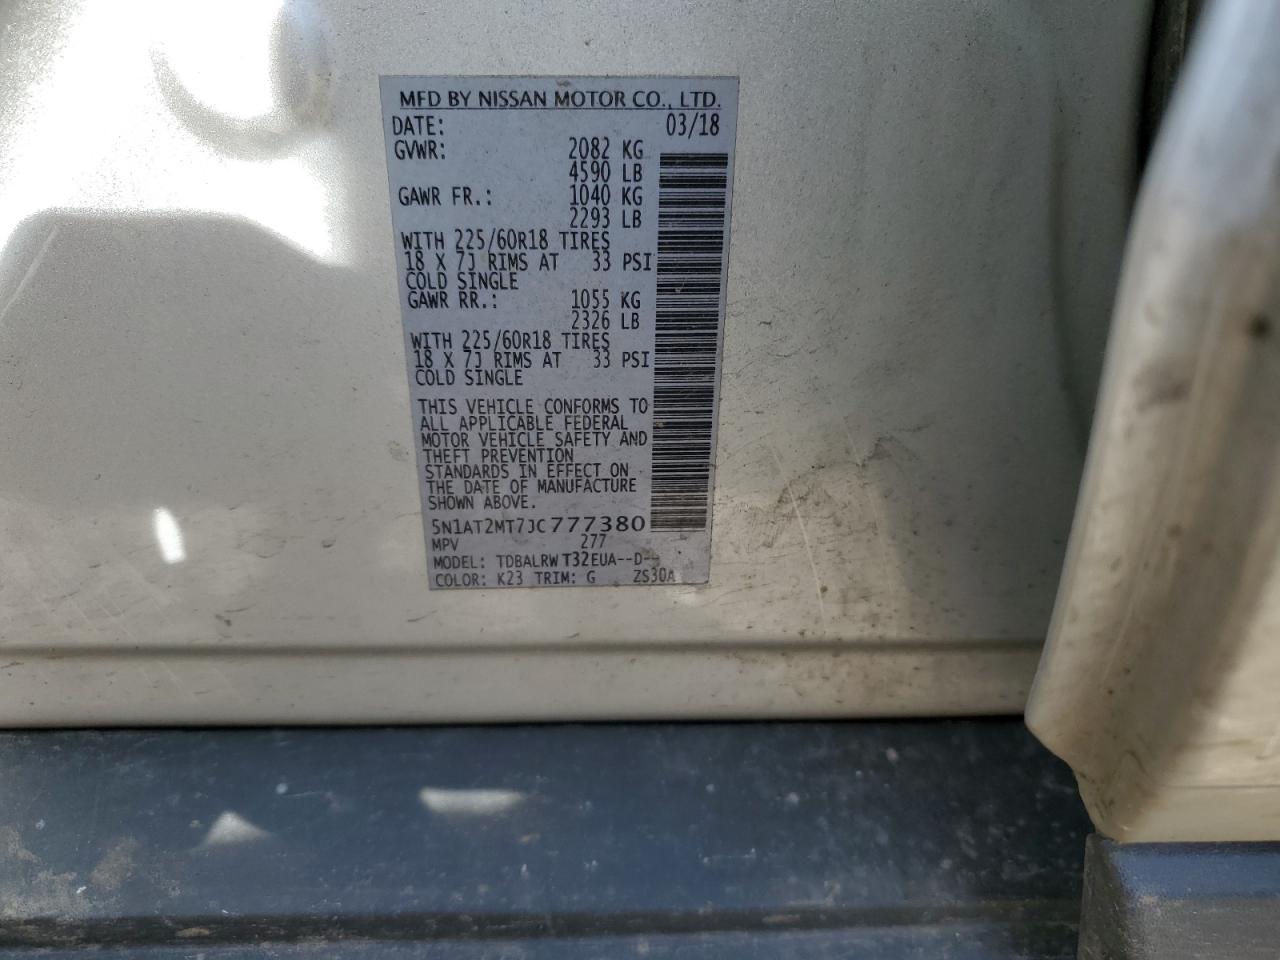 MFD BY NISSAN MOTOR CO., LTD.
DATE: 03/18
GVWR: 2082 KG
4590 LB
GAWR FR.: 1040 KG
2293 LB
WITH 225/60R18 TIRES
18 X 7J RIMS AT 33 PSI
COLD SINGLE
GAWR RR.: 1055 KG
2326 LB
WITH 225/60R18 TIRES
18 X 7J RIMS AT 33 PSI
COLD SINGLE
THIS VEHICLE CONFORMS TO
ALL APPLICABLE FEDERAL
MOTOR VEHICLE SAFETY AND
THEFT PREVENTION
STANDARDS IN EFFECT ON
THE DATE OF MANUFACTURE
SHOWN ABOVE.
5N1AT2MT7JC777380
MPV 277
MODEL: TDBALRW T32EUA--D--
COLOR: K23 TRIM: G ZS30A